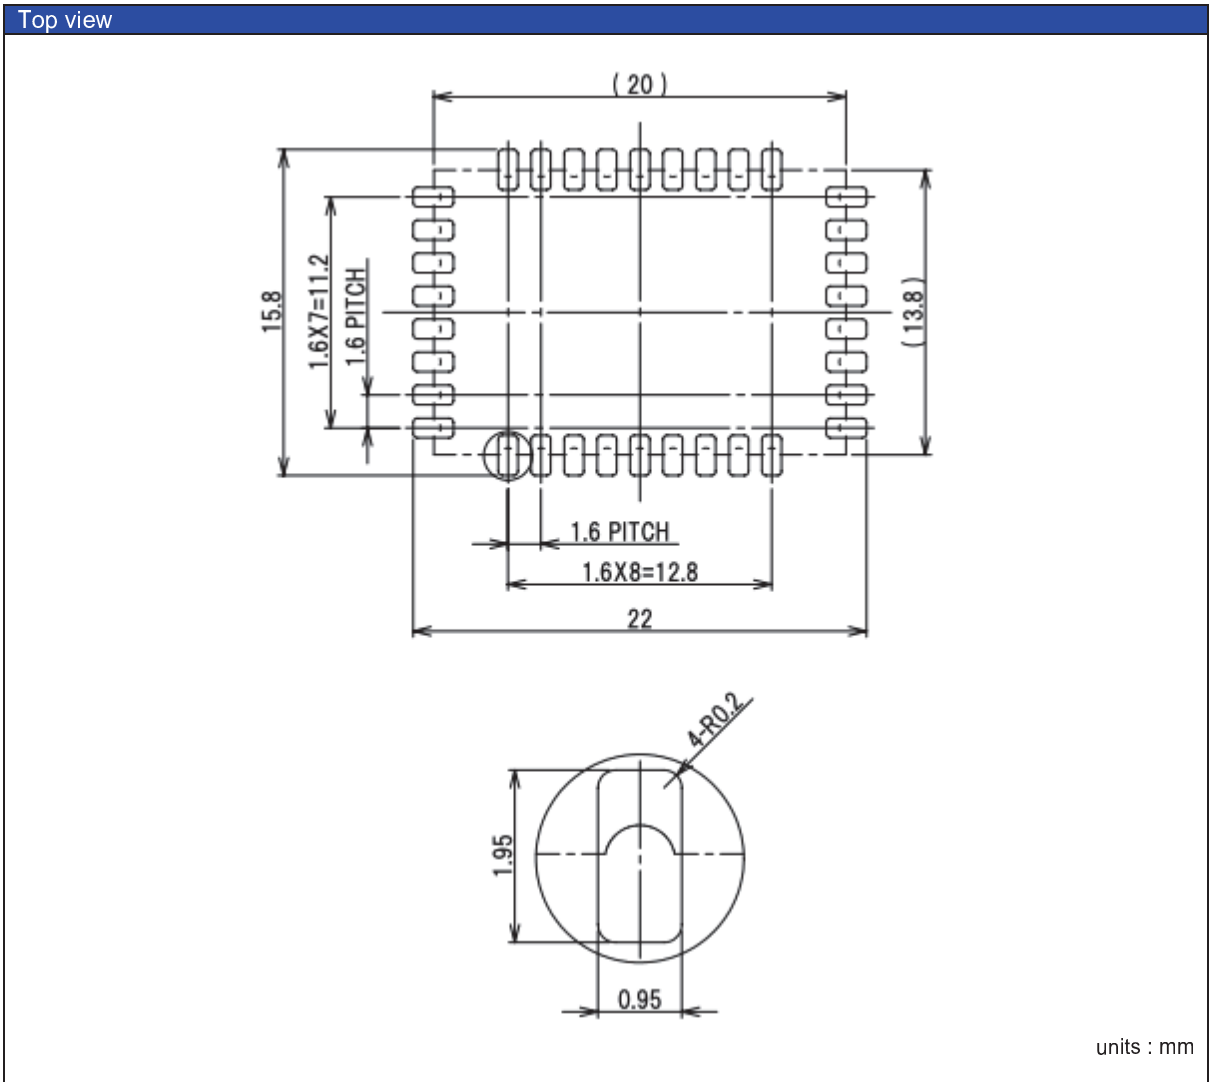 Top view
( 20 )
15.8
1.6X7=11.2
1.6 PITCH
( 13.8 )
1.6 PITCH
1.6X8=12.8
22
4-R0.2
1.95
0.95
units : mm